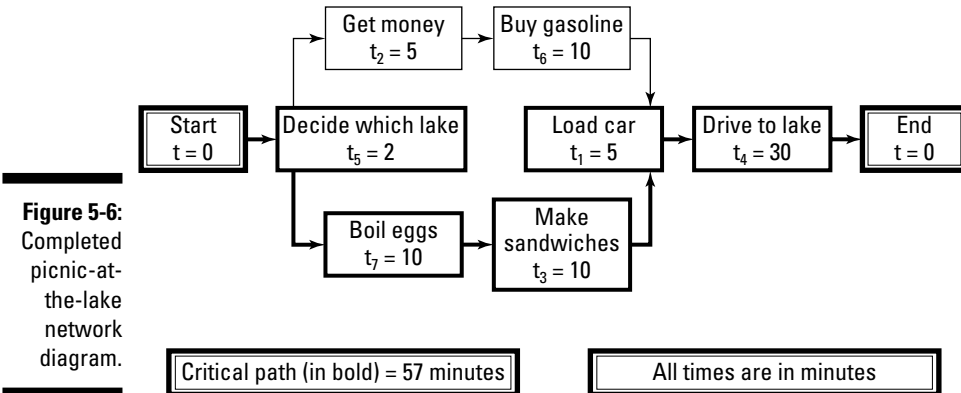 Get money
t₂ = 5
Buy gasoline
t₆ = 10
Start
t = 0
Decide which lake
t₅ = 2
Load car
t₁ = 5
Drive to lake
t₄ = 30
End
t = 0
Boil eggs
t₇ = 10
Make
sandwiches
t₃ = 10
Figure 5-6:
Completed
picnic-at-
the-lake
network
diagram.
Critical path (in bold) = 57 minutes
All times are in minutes